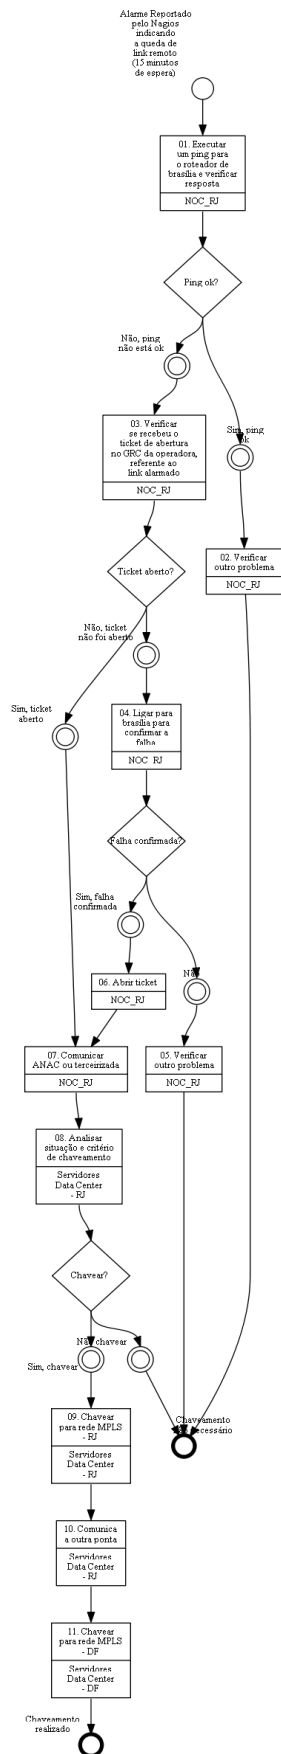 Alarme Reportado
pelo Nagios
indicando
a queda de
link remoto
(15 minutos
de espera)
01. Executar
um ping para
o roteador de
brasília e verificar
resposta
NOC_RJ
Ping ok?
Não, ping
não está ok
Sim, ping
ok
03. Verificar
se recebeu o
ticket de abertura
no GRC da operadora,
referente ao
link alarmado
NOC_RJ
02. Verificar
outro problema
NOC_RJ
Ticket aberto?
Não, ticket
não foi aberto
Sim, ticket
aberto
04. Ligar para
brasília para
confirmar a
falha
NOC_RJ
Falha confirmada?
Sim, falha
confirmada
Não
06. Abrir ticket
NOC_RJ
07. Comunicar
ANAC ou terceirizada
NOC_RJ
05. Verificar
outro problema
NOC_RJ
08. Analisar
situação e critério
de chaveamento
Servidores
Data Center
- RJ
Chavear?
Não chavear
Sim, chavear
09. Chavear
para rede MPLS
- RJ
Servidores
Data Center
- RJ
Chaveamento
necessário
10. Comunica
a outra ponta
Servidores
Data Center
- RJ
11. Chavear
para rede MPLS
- DF
Servidores
Data Center
- DF
Chaveamento
realizado